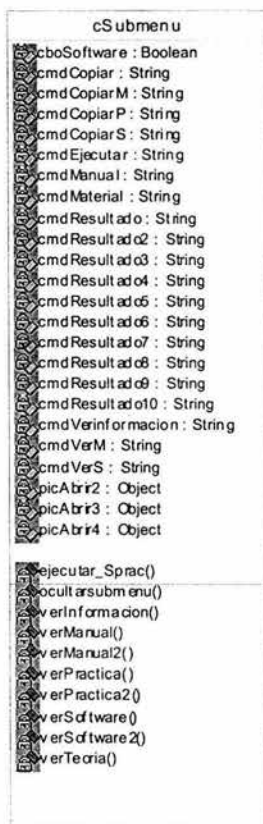 cSubmenu
cboSoftware : Boolean
cmdCopiar : String
cmdCopiarM : String
cmdCopiarP : String
cmdCopiarS : String
cmdEjecutar : String
cmdManual : String
cmdMaterial : String
cmdResultado : String
cmdResultado2 : String
cmdResultado3 : String
cmdResultado4 : String
cmdResultado5 : String
cmdResultado6 : String
cmdResultado7 : String
cmdResultado8 : String
cmdResultado9 : String
cmdResultado10 : String
cmdVerinformacion : String
cmdVerM : String
cmdVerS : String
picAbrir2 : Object
picAbrir3 : Object
picAbrir4 : Object
ejecutar_Sprac()
ocultarsubmenu()
verInformacion()
verManual()
verManual2()
verPractica()
verPractica2()
verSoftware()
verSoftware2()
verTeoria()